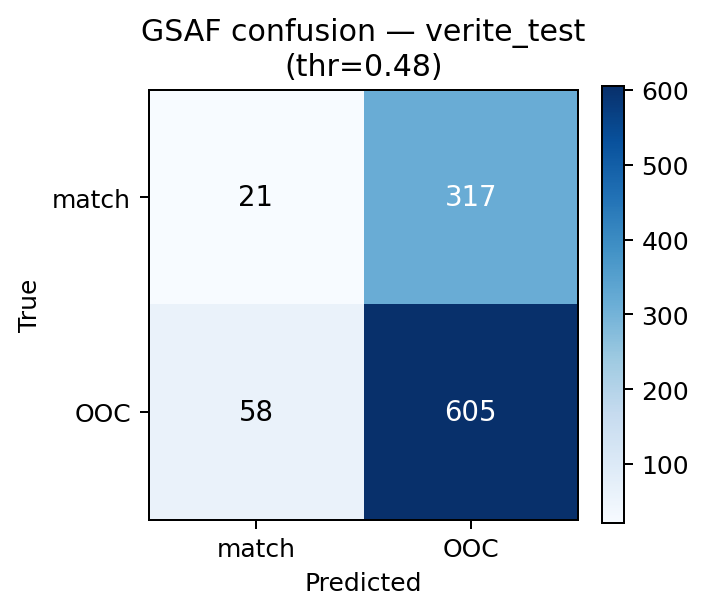 GSAF confusion — verite_test
(thr=0.48)
True
match
21
317
OOC
58
605
match
OOC
Predicted
600
500
400
300
200
100